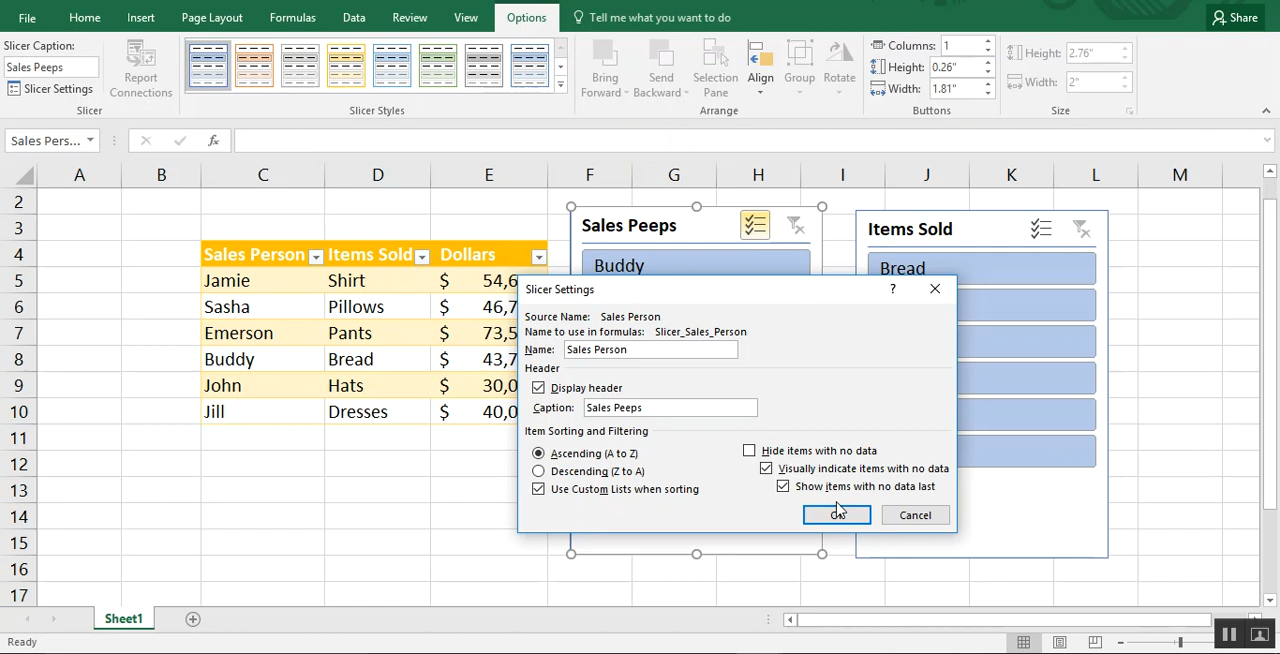 File Home Insert Page Layout Formulas Data Review View Options Tell me what you want to do Share
Slicer Caption:
Sales Peeps
Slicer Settings
Report
Connections
Slicer
Slicer Styles
Bring
Forward
Send
Backward
Selection
Pane
Align
Group
Rotate
Arrange
Columns: 1
Height: 0.26"
Width: 1.81"
Buttons
Height: 2.76"
Width: 2"
Size
Sales Pers... fx
A B C D E F G H I J K L M
2
3
4 Sales Person Items Sold Dollars
5 Jamie Shirt $ 54,6
6 Sasha Pillows $ 46,7
7 Emerson Pants $ 73,5
8 Buddy Bread $ 43,7
9 John Hats $ 30,0
10 Jill Dresses $ 40,0
11
12
13
14
15
16
17
Sales Peeps
Buddy
Items Sold
Bread
Slicer Settings ?
Source Name: Sales Person
Name to use in formulas: Slicer_Sales_Person
Name: Sales Person
Header
Display header
Caption: Sales Peeps
Item Sorting and Filtering
Ascending (A to Z)
Descending (Z to A)
Use Custom Lists when sorting
Hide items with no data
Visually indicate items with no data
Show items with no data last
Cancel
Sheet1
Ready